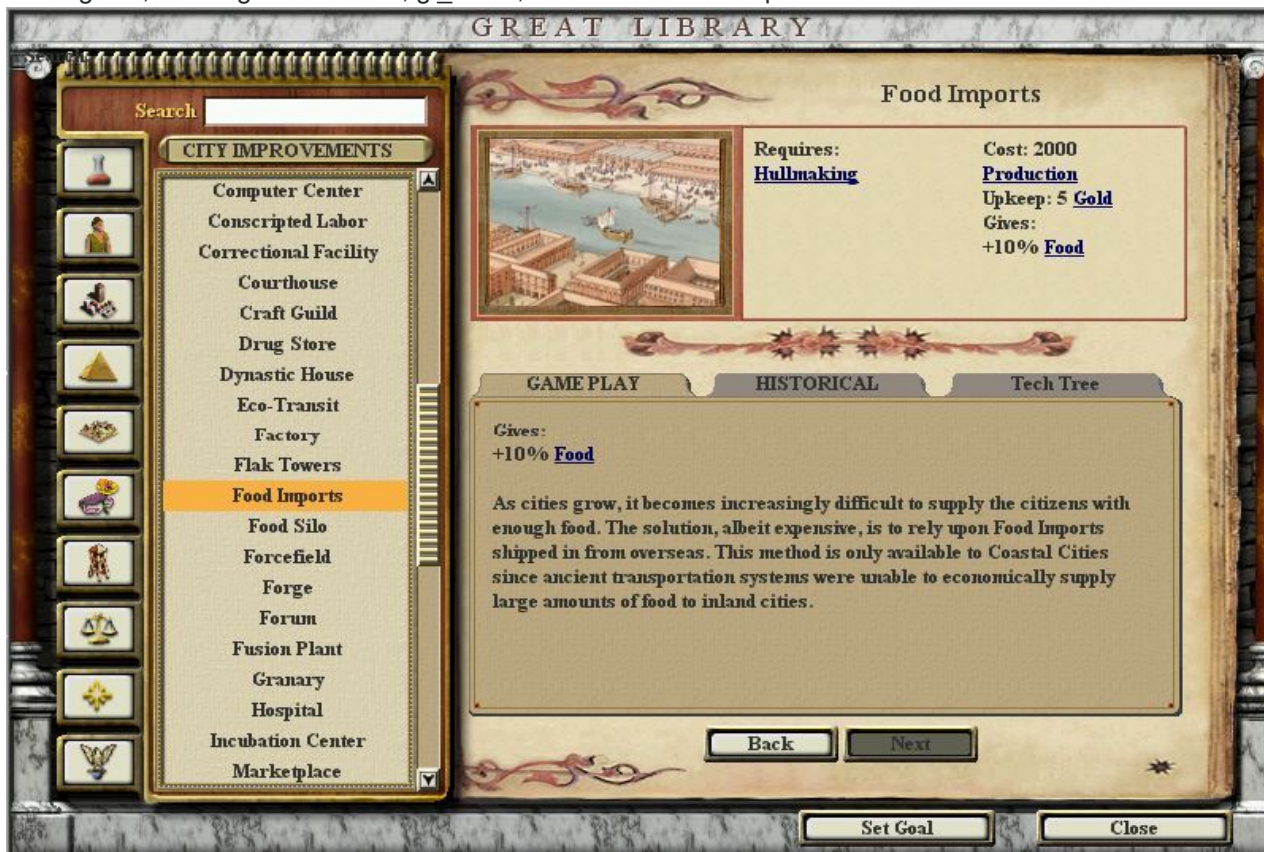 GREAT LIBRARY
Search
CITY IMPROVEMENTS
Computer Center
Conscripted Labor
Correctional Facility
Courthouse
Craft Guild
Drug Store
Dynastic House
Eco-Transit
Factory
Flak Towers
Food Imports
Food Silo
Forcefield
Forge
Forum
Fusion Plant
Granary
Hospital
Incubation Center
Marketplace
Food Imports
Requires:
Hullmaking
Cost: 2000
Production
Upkeep: 5 Gold
Gives:
+10% Food
GAME PLAY
HISTORICAL
Tech Tree
Gives:
+10% Food
As cities grow, it becomes increasingly difficult to supply the citizens with
enough food. The solution, albeit expensive, is to rely upon Food Imports
shipped in from overseas. This method is only available to Coastal Cities
since ancient transportation systems were unable to economically supply
large amounts of food to inland cities.
Back
Next
Set Goal
Close